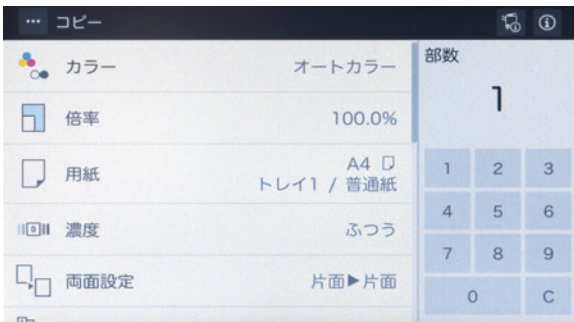 … コピー
カラー オートカラー
倍率 100.0%
用紙 A4
トレイ1 / 普通紙
濃度 ふつう
両面設定 片面▶片面
部数
1
1 2 3
4 5 6
7 8 9
0 C